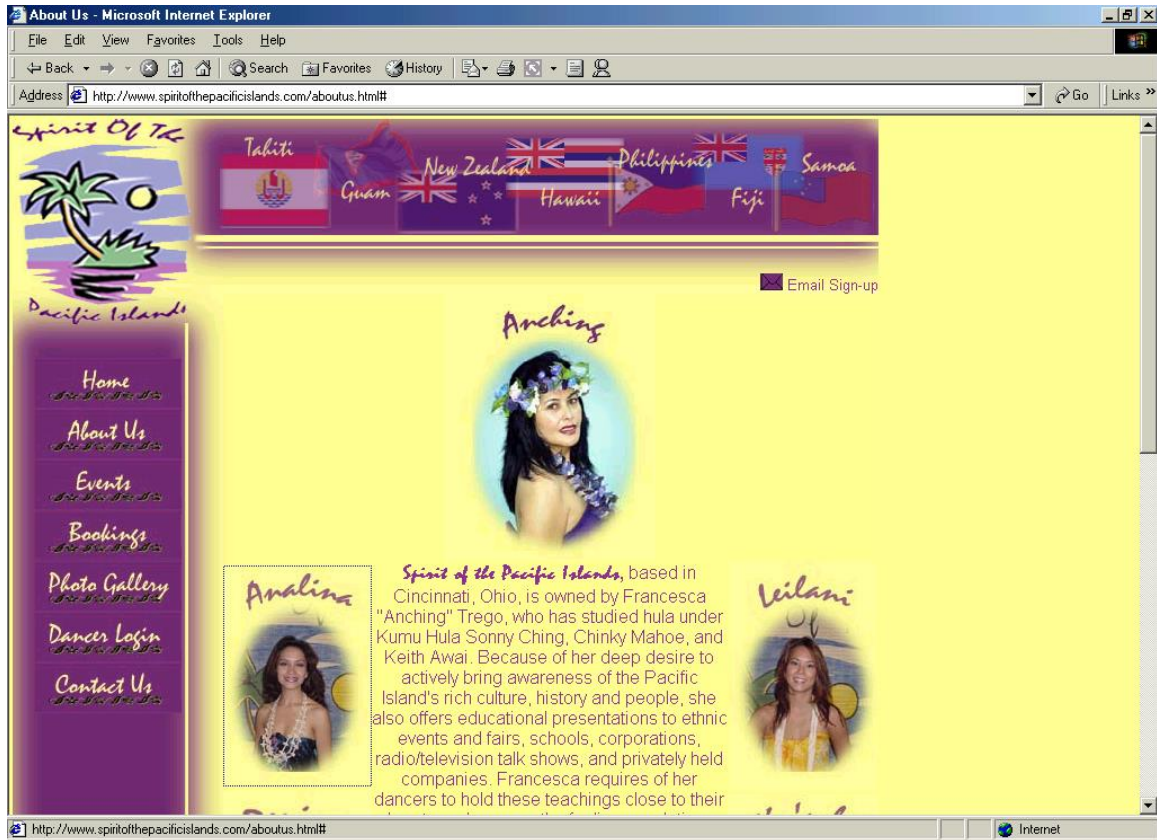 About Us - Microsoft Internet Explorer
File Edit View Favorites Tools Help
Back Search Favorites History
Address http://www.spiritofthepacificislands.com/aboutus.html# Go Links »
Spirit Of The
Pacific Islands
Tahiti
Guam
New Zealand
Hawaii
Philippines
Fiji
Samoa
Email Sign-up
Home
About Us
Events
Bookings
Photo Gallery
Dancer Login
Contact Us
Anching
Analina
Spirit of the Pacific Islands, based in
Cincinnati, Ohio, is owned by Francesca
"Anching" Trego, who has studied hula under
Kumu Hula Sonny Ching, Chinky Mahoe, and
Keith Awai. Because of her deep desire to
actively bring awareness of the Pacific
Island's rich culture, history and people, she
also offers educational presentations to ethnic
events and fairs, schools, corporations,
radio/television talk shows, and privately held
companies. Francesca requires of her
dancers to hold these teachings close to their
Leilani
http://www.spiritofthepacificislands.com/aboutus.html# Internet